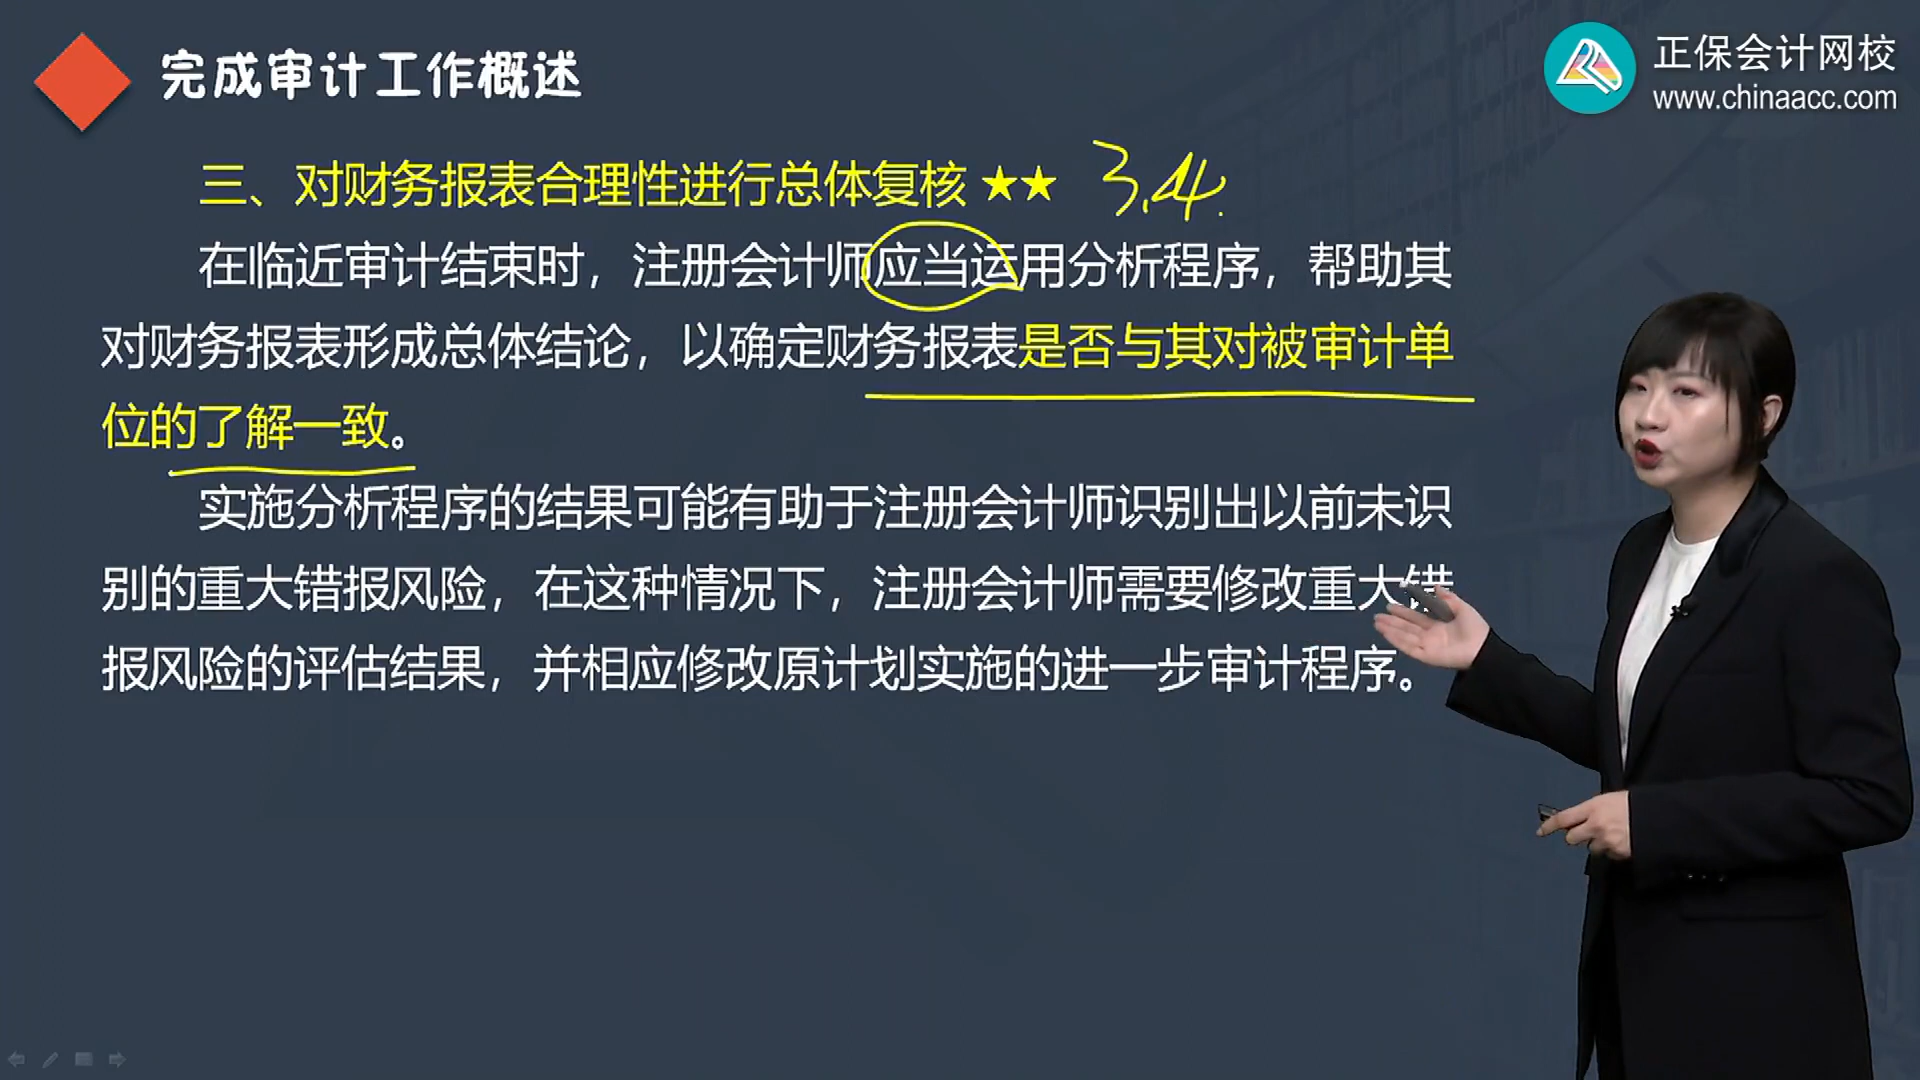 完成审计工作概述
正保会计网校
www.chinaacc.com
三、对财务报表合理性进行总体复核 ★★ 3.4.
在临近审计结束时，注册会计师应当运用分析程序，帮助其
对财务报表形成总体结论，以确定财务报表是否与其对被审计单
位的了解一致。
实施分析程序的结果可能有助于注册会计师识别出以前未识
别的重大错报风险，在这种情况下，注册会计师需要修改重大错
报风险的评估结果，并相应修改原计划实施的进一步审计程序。